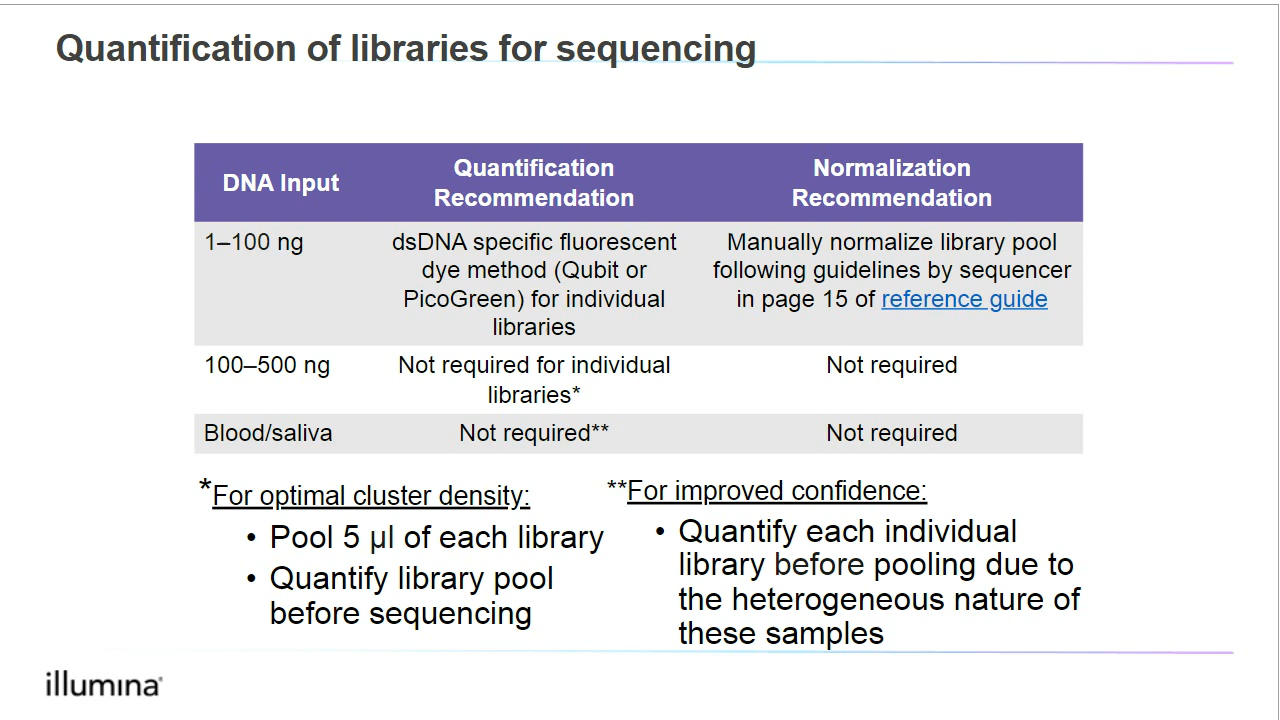 Quantification of libraries for sequencing
DNA Input
Quantification
Recommendation
Normalization
Recommendation
1–100 ng
dsDNA specific fluorescent
dye method (Qubit or
PicoGreen) for individual
libraries
Manually normalize library pool
following guidelines by sequencer
in page 15 of reference guide
100–500 ng
Not required for individual
libraries*
Not required
Blood/saliva
Not required**
Not required
*For optimal cluster density:
• Pool 5 µl of each library
• Quantify library pool
before sequencing
**For improved confidence:
• Quantify each individual
library before pooling due to
the heterogeneous nature of
these samples
illumina®